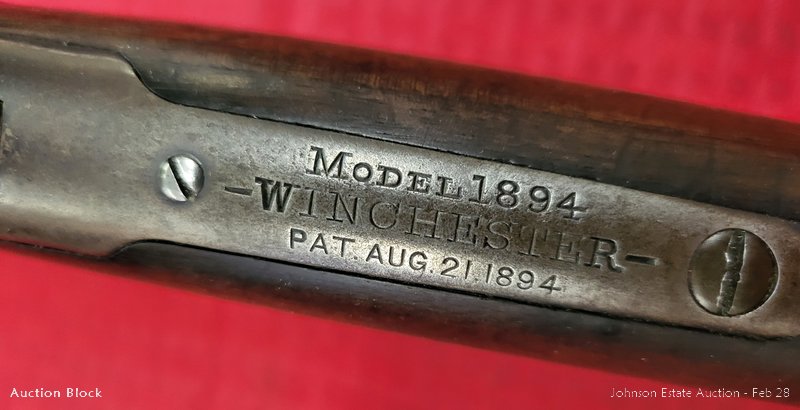 MODEL 1894
-WINCHESTER-
PAT. AUG. 21. 1894
Auction Block
Johnson Estate Auction - Feb 28